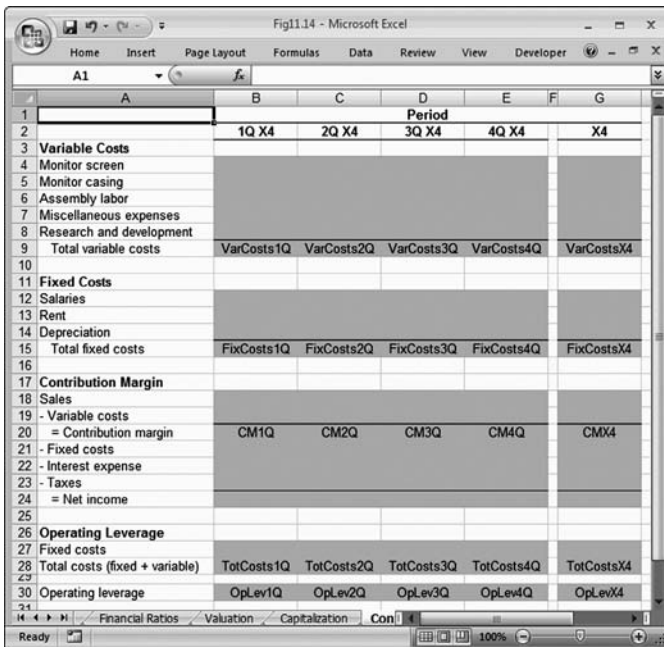 Fig11.14 - Microsoft Excel
Home Insert Page Layout Formulas Data Review View Developer
A1 fx
A B C D E F G
1 Period
2 1Q X4 2Q X4 3Q X4 4Q X4 X4
3 Variable Costs
4 Monitor screen
5 Monitor casing
6 Assembly labor
7 Miscellaneous expenses
8 Research and development
9 Total variable costs VarCosts1Q VarCosts2Q VarCosts3Q VarCosts4Q VarCostsX4
10
11 Fixed Costs
12 Salaries
13 Rent
14 Depreciation
15 Total fixed costs FixCosts1Q FixCosts2Q FixCosts3Q FixCosts4Q FixCostsX4
16
17 Contribution Margin
18 Sales
19 - Variable costs
20 = Contribution margin CM1Q CM2Q CM3Q CM4Q CMX4
21 - Fixed costs
22 - Interest expense
23 - Taxes
24 = Net income
25
26 Operating Leverage
27 Fixed costs
28 Total costs (fixed + variable) TotCosts1Q TotCosts2Q TotCosts3Q TotCosts4Q TotCostsX4
29
30 Operating leverage OpLev1Q OpLev2Q OpLev3Q OpLev4Q OpLevX4
31
Financial Ratios Valuation Capitalization Con
Ready 100%